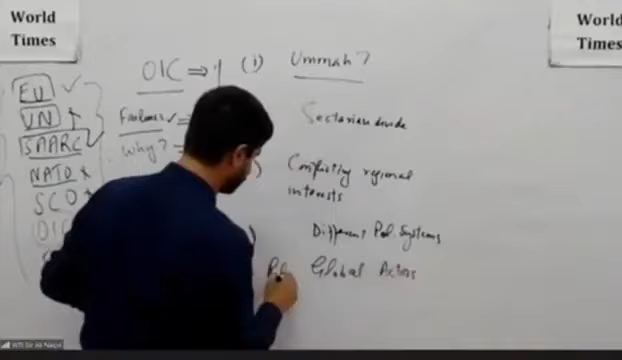 World
Times
World
Times
OIC ⇒ (i) Ummah?
EU ✓
UN
SAARC
NATO
SCO
OIC
Failures ✓
Why?
Sectarian divide
Conflicting regional
interests
Different Pol. Systems
Global Actors